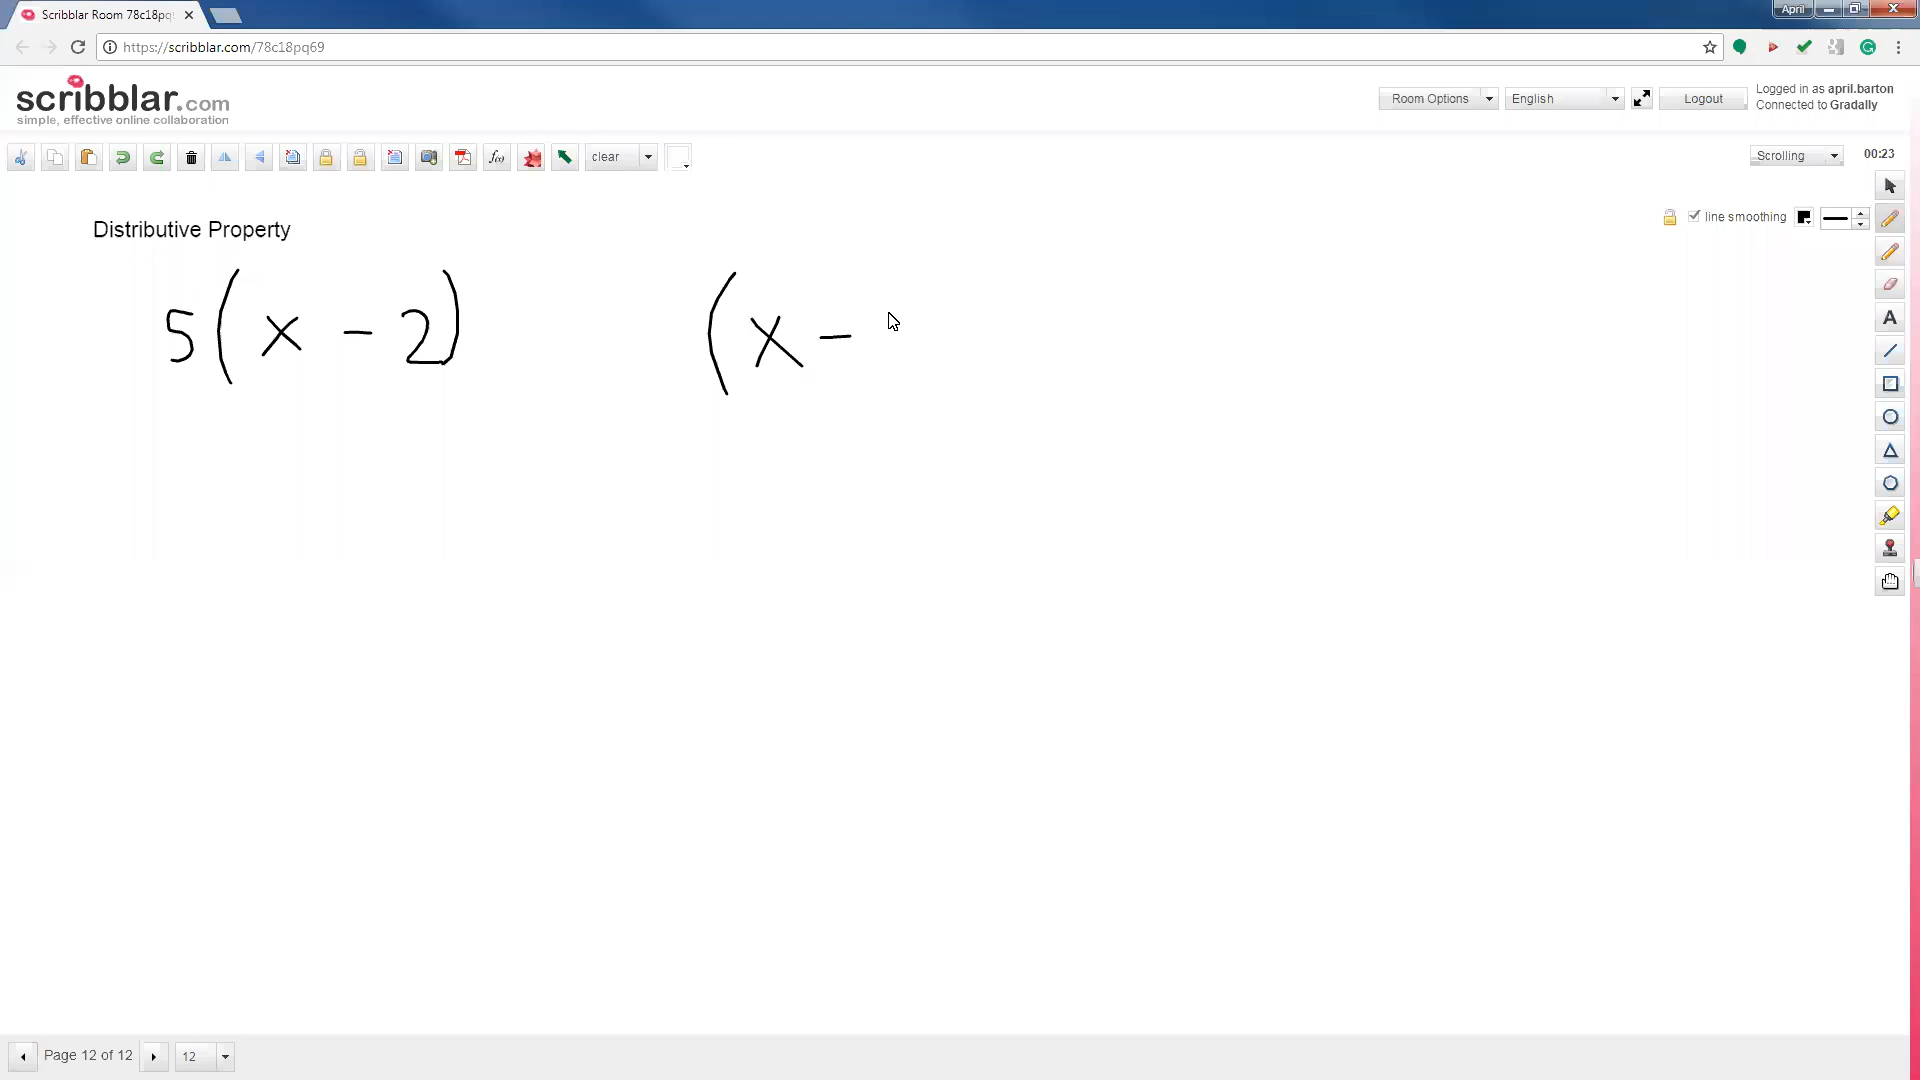 Scribblar Room 78c18pq
April
https://scribblar.com/78c18pq69
scribblar.com
simple, effective online collaboration
Room Options
English
Logout
Logged in as april.barton
Connected to Gradally
f(x)
clear
Scrolling
00:23
line smoothing
A
Distributive Property
5(x - 2)
(x -
Page 12 of 12
12